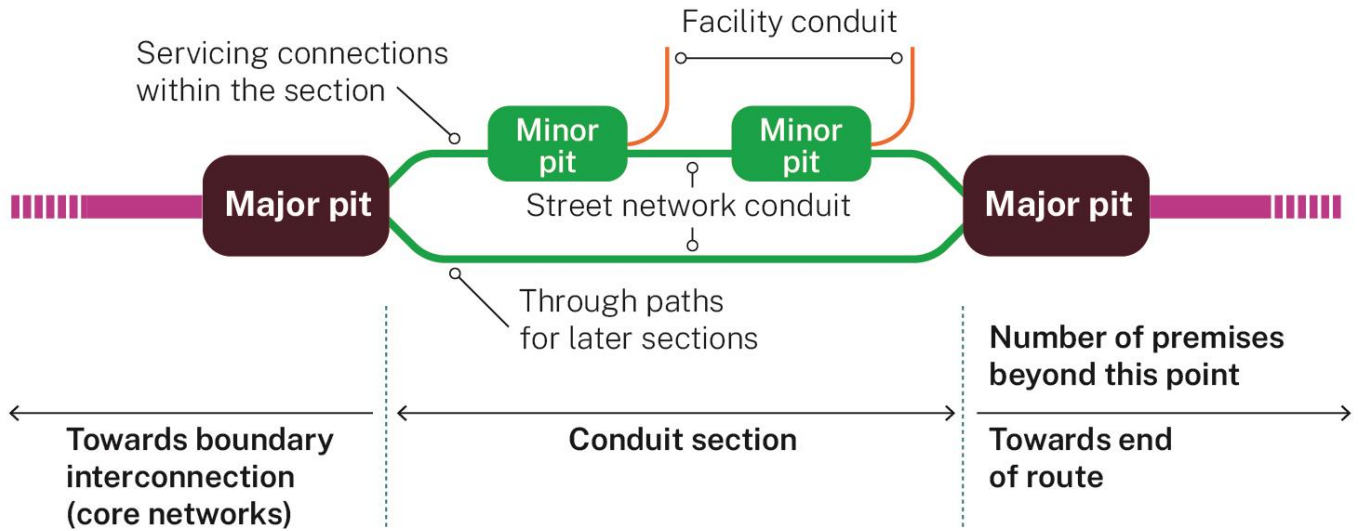 Facility conduit
Servicing connections
within the section
Minor
pit
Minor
pit
Major pit
Street network conduit
Major pit
Through paths
for later sections
Number of premises
beyond this point
Towards boundary
interconnection
(core networks)
Conduit section
Towards end
of route